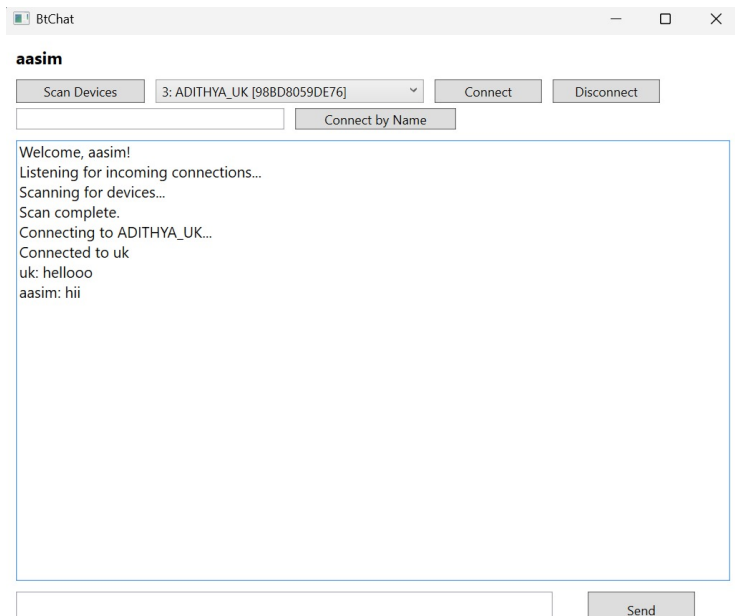 BtChat
aasim
Scan Devices 3: ADITHYA_UK [98BD8059DE76] Connect Disconnect
Connect by Name
Welcome, aasim!
Listening for incoming connections...
Scanning for devices...
Scan complete.
Connecting to ADITHYA_UK...
Connected to uk
uk: hellooo
aasim: hii
Send